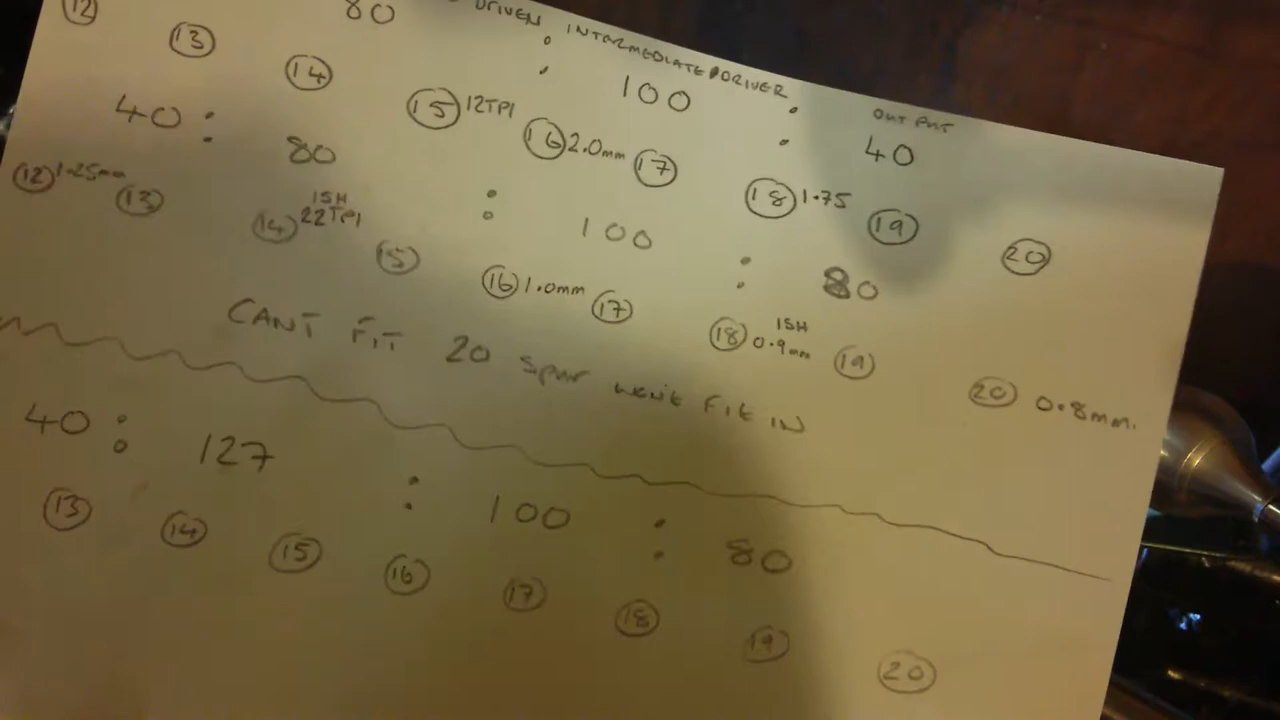 DRIVEN INTERMEDIATE DRIVER OUTPUT
80 : 100 : 40
12 13 14 15 12TPI 16 2.0mm 17 18 1.75 19 20
40 : 80 : 100 : 80
12 1.25mm 13 14 ISH 22TPI 15 16 1.0mm 17 18 ISH 0.9mm 19 20 0.8mm.
CANT FIT 20 Spur wont FIt IN
40 : 127 : 100 : 80
13 14 15 16 17 18 19 20